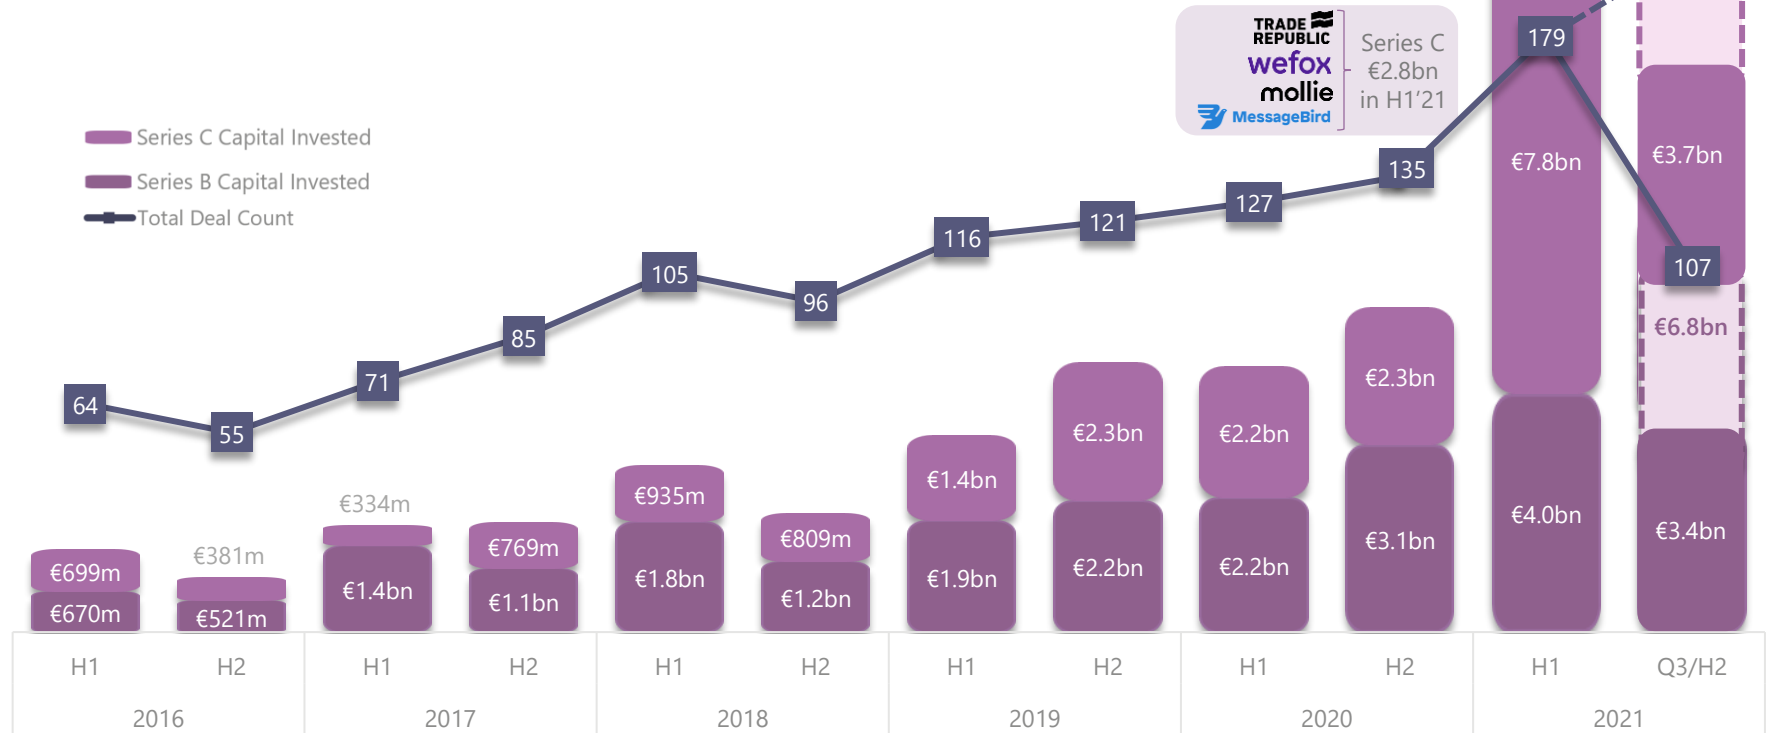 TRADE
REPUBLIC
wefox
mollie
MessageBird
Series C
€2.8bn
in H1'21
Series C Capital Invested
Series B Capital Invested
Total Deal Count
64
55
71
85
105
96
116
121
127
135
179
107
€699m
€381m
€334m
€769m
€935m
€809m
€1.4bn
€2.3bn
€2.2bn
€2.3bn
€7.8bn
€3.7bn
€6.8bn
€670m
€521m
€1.4bn
€1.1bn
€1.8bn
€1.2bn
€1.9bn
€2.2bn
€2.2bn
€3.1bn
€4.0bn
€3.4bn
H1
H2
H1
H2
H1
H2
H1
H2
H1
H2
H1
Q3/H2
2016
2017
2018
2019
2020
2021